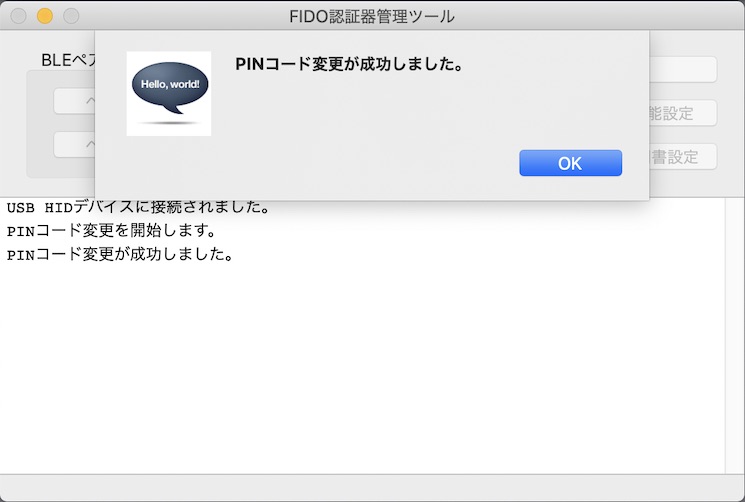 FIDO認証器管理ツール
BLEペア
Hello, world!
PINコード変更が成功しました。
能設定
OK
書設定
USB HIDデバイスに接続されました。
PINコード変更を開始します。
PINコード変更が成功しました。